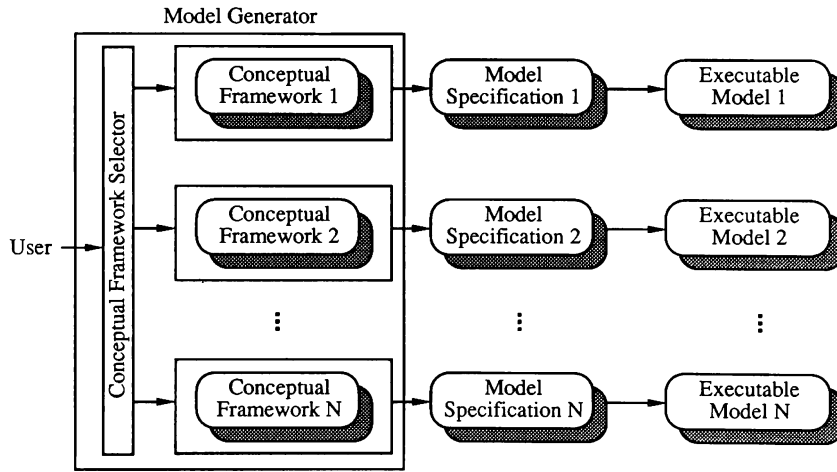 Model Generator
User
Conceptual Framework Selector
Conceptual
Framework 1
Model
Specification 1
Executable
Model 1
Conceptual
Framework 2
Model
Specification 2
Executable
Model 2
Conceptual
Framework N
Model
Specification N
Executable
Model N